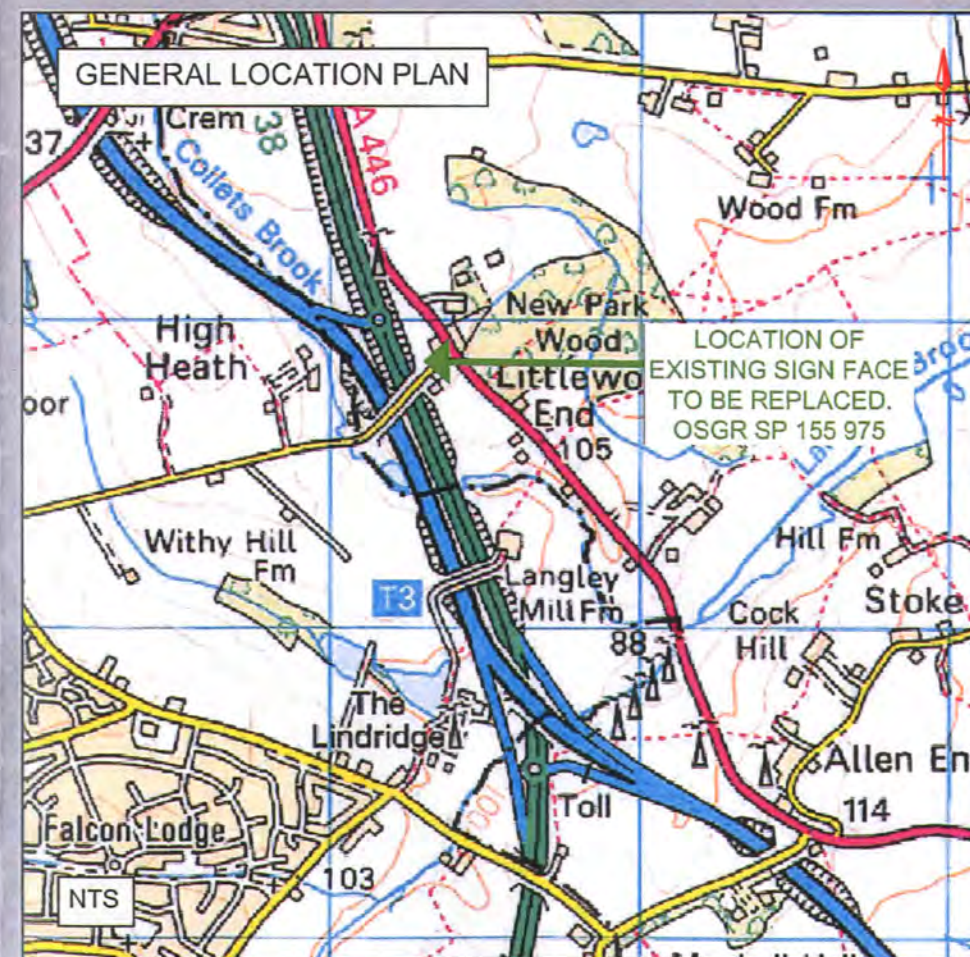 GENERAL LOCATION PLAN
37
Crem
38
A 446
Collets Brook
Wood Fm
New Park
Wood
High
Heath
LOCATION OF
EXISTING SIGN FACE
TO BE REPLACED.
OSGR SP 155 975
Littlewo
End
105
oor
Withy Hill
Fm
Hill Fm
T3
Langley
Mill Fm
Cock
Hill
Stoke
88
The
Lindridge
Allen En
Toll
114
100
Falcon Lodge
103
NTS